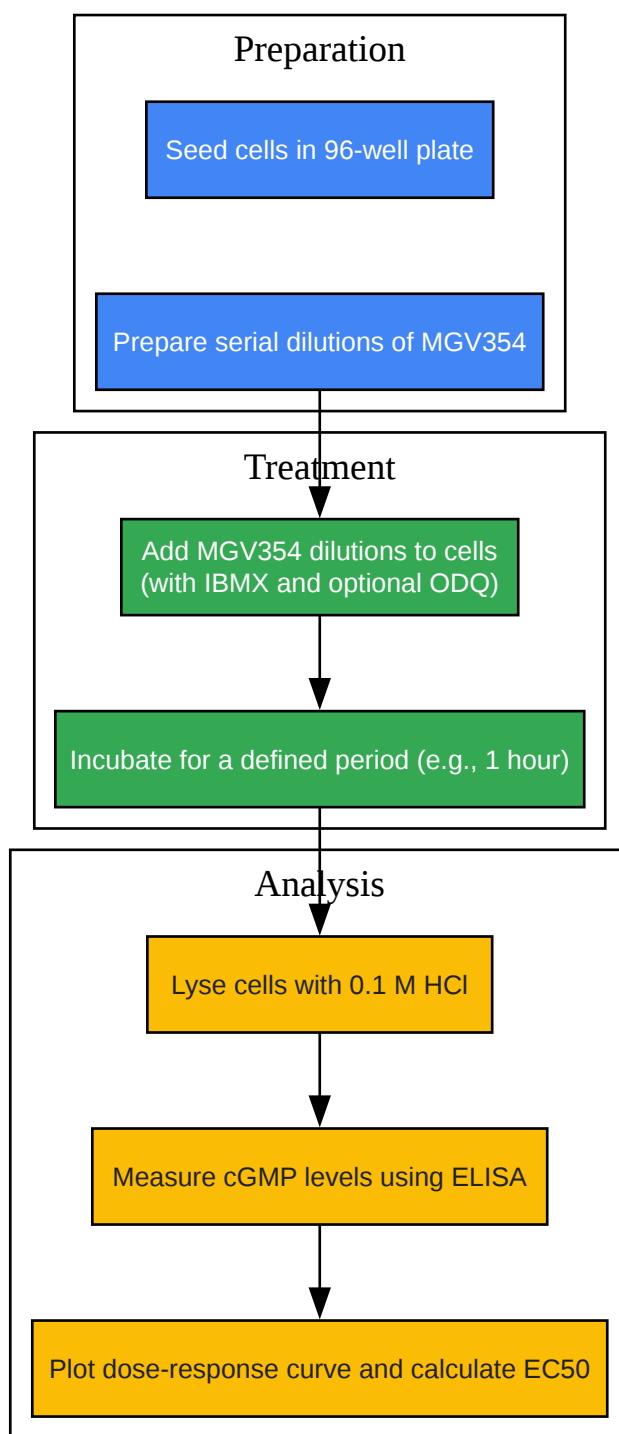 Preparation
Seed cells in 96-well plate
Prepare serial dilutions of MGV354
Treatment
Add MGV354 dilutions to cells
(with IBMX and optional ODQ)
Incubate for a defined period (e.g., 1 hour)
Analysis
Lyse cells with 0.1 M HCl
Measure cGMP levels using ELISA
Plot dose-response curve and calculate EC50